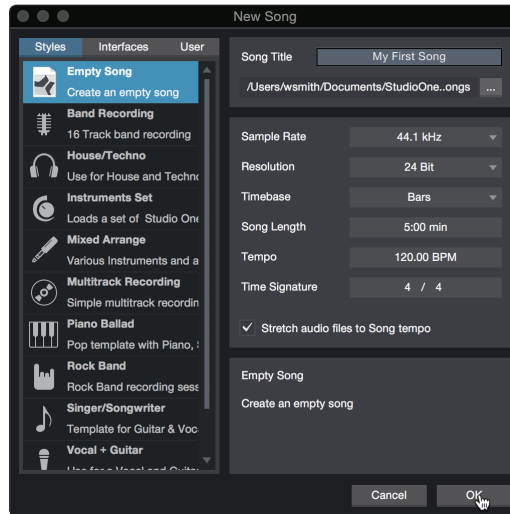 New Song
Styles Interfaces User
Empty Song
Create an empty song
Band Recording
16 Track band recording
House/Techno
Use for House and Techno
Instruments Set
Loads a set of Studio One
Mixed Arrange
Various Instruments and a
Multitrack Recording
Simple multitrack recordin
Piano Ballad
Pop template with Piano,
Rock Band
Rock Band recording sess
Singer/Songwriter
Template for Guitar & Voc
Vocal + Guitar
Song Title My First Song
/Users/wsmith/Documents/StudioOne..ongs ...
Sample Rate 44.1 kHz
Resolution 24 Bit
Timebase Bars
Song Length 5:00 min
Tempo 120.00 BPM
Time Signature 4 / 4
Stretch audio files to Song tempo
Empty Song
Create an empty song
Cancel OK